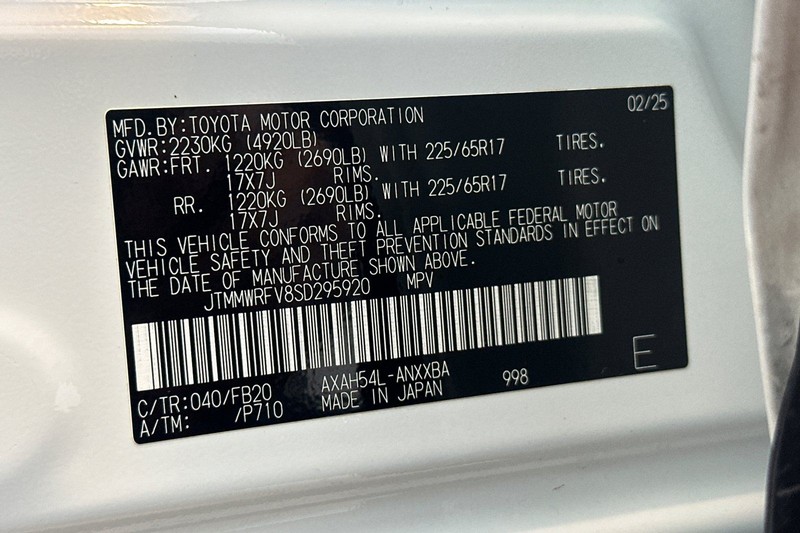 MFD.BY:TOYOTA MOTOR CORPORATION 02/25
GVWR:2230KG (4920LB)
GAWR:FRT. 1220KG (2690LB) WITH 225/65R17 TIRES.
17X7J RIMS.
RR. 1220KG (2690LB) WITH 225/65R17 TIRES.
17X7J RIMS.
THIS VEHICLE CONFORMS TO ALL APPLICABLE FEDERAL MOTOR
VEHICLE SAFETY AND THEFT PREVENTION STANDARDS IN EFFECT ON
THE DATE OF MANUFACTURE SHOWN ABOVE.
JTMMWRFV8SD295920 MPV
E
C/TR:040/FB20 AXAH54L-ANXXBA 998
A/TM: /P710 MADE IN JAPAN